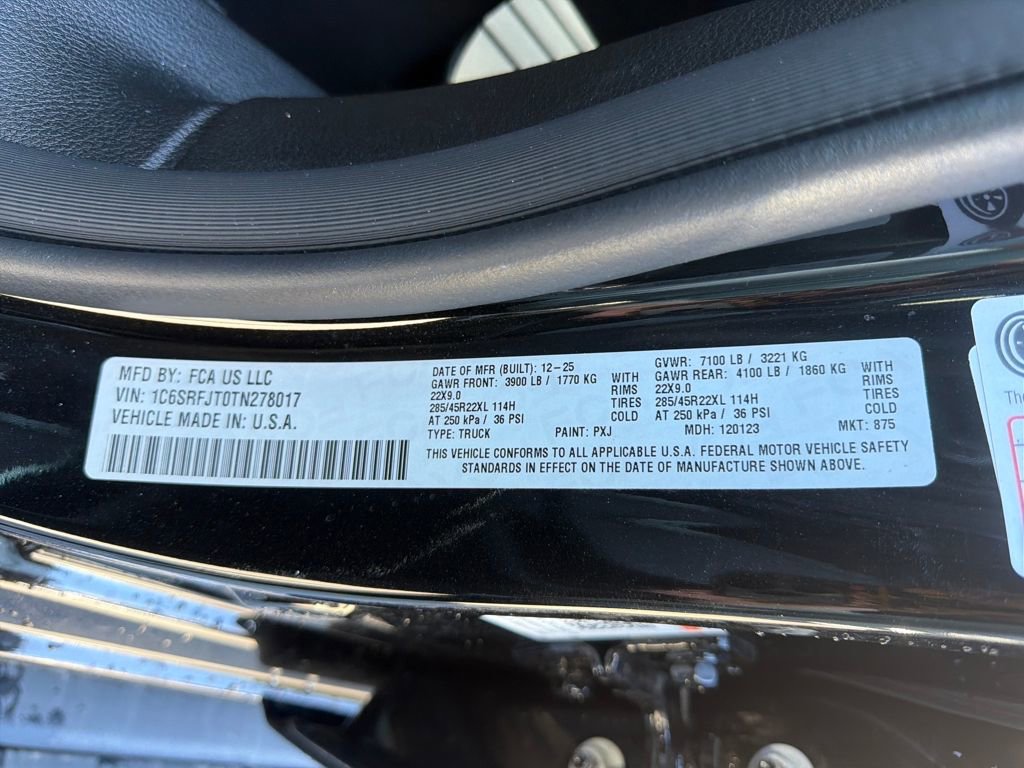 MFD BY: FCA US LLC
VIN: 1C6SRFJT0TN278017
VEHICLE MADE IN: U.S.A.
DATE OF MFR (BUILT): 12-25
GAWR FRONT: 3900 LB / 1770 KG WITH
22X9.0 RIMS
285/45R22XL 114H TIRES
AT 250 kPa / 36 PSI COLD
GVWR: 7100 LB / 3221 KG
GAWR REAR: 4100 LB / 1860 KG WITH
22X9.0 RIMS
285/45R22XL 114H TIRES
AT 250 kPa / 36 PSI COLD
TYPE: TRUCK PAINT: PXJ MDH: 120123 MKT: 875
THIS VEHICLE CONFORMS TO ALL APPLICABLE U.S.A. FEDERAL MOTOR VEHICLE SAFETY
STANDARDS IN EFFECT ON THE DATE OF MANUFACTURE SHOWN ABOVE.
The